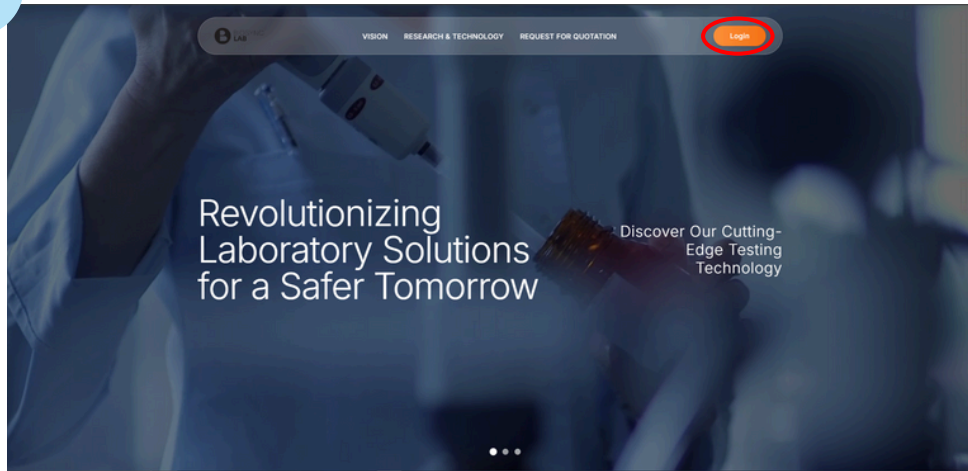 LAB
VISION
RESEARCH & TECHNOLOGY
REQUEST FOR QUOTATION
Login
Revolutionizing
Laboratory Solutions
for a Safer Tomorrow
Discover Our Cutting-
Edge Testing
Technology